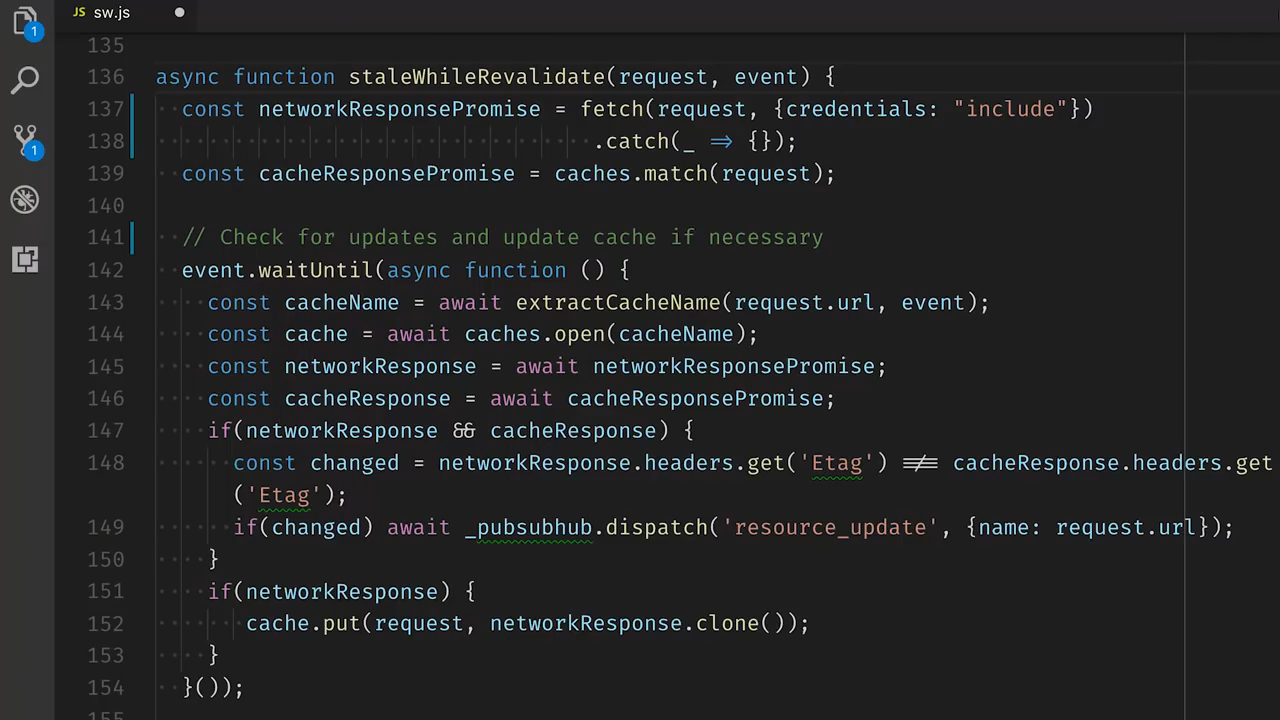 JS sw.js
1
1
135
136 async function staleWhileRevalidate(request, event) {
137 const networkResponsePromise = fetch(request, {credentials: "include"})
138 .catch(_ => {});
139 const cacheResponsePromise = caches.match(request);
140
141 // Check for updates and update cache if necessary
142 event.waitUntil(async function () {
143 const cacheName = await extractCacheName(request.url, event);
144 const cache = await caches.open(cacheName);
145 const networkResponse = await networkResponsePromise;
146 const cacheResponse = await cacheResponsePromise;
147 if(networkResponse && cacheResponse) {
148 const changed = networkResponse.headers.get('Etag') !== cacheResponse.headers.get
('Etag');
149 if(changed) await _pubsubhub.dispatch('resource_update', {name: request.url});
150 }
151 if(networkResponse) {
152 cache.put(request, networkResponse.clone());
153 }
154 }());
155